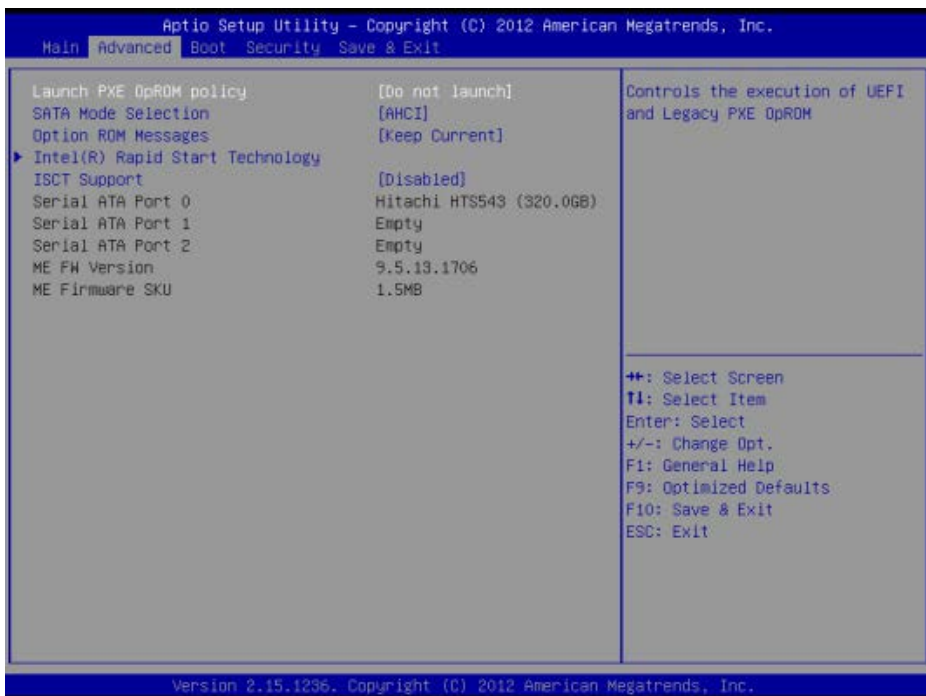 Aptio Setup Utility – Copyright (C) 2012 American Megatrends, Inc.
Main Advanced Boot Security Save & Exit
Launch PXE OpROM policy [Do not launch]
SATA Mode Selection [AHCI]
Option ROM Messages [Keep Current]
▶ Intel(R) Rapid Start Technology
ISCT Support [Disabled]
Serial ATA Port 0 Hitachi HTS543 (320.0GB)
Serial ATA Port 1 Empty
Serial ATA Port 2 Empty
ME FW Version 9.5.13.1706
ME Firmware SKU 1.5MB
Controls the execution of UEFI
and Legacy PXE OpROM
→←: Select Screen
↑↓: Select Item
Enter: Select
+/-: Change Opt.
F1: General Help
F9: Optimized Defaults
F10: Save & Exit
ESC: Exit
Version 2.15.1236. Copyright (C) 2012 American Megatrends, Inc.